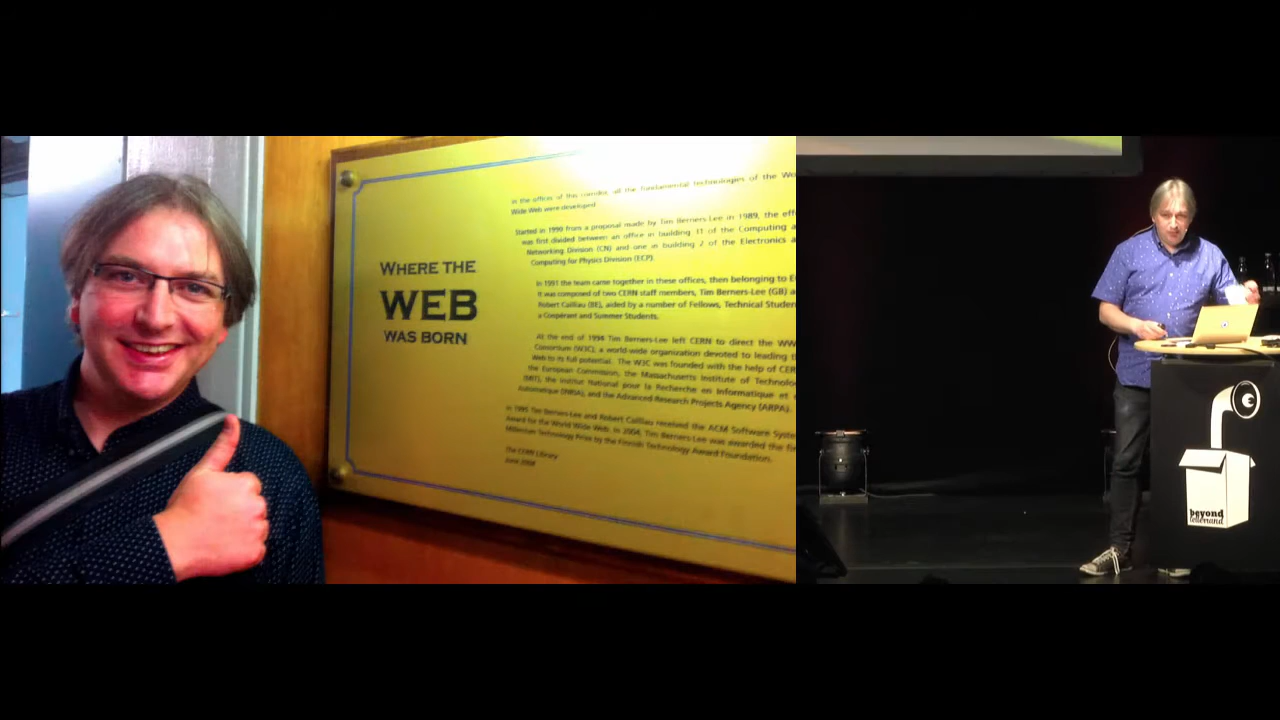 WHERE THE
WEB
WAS BORN
In the offices of this corridor, all the fundamental technologies of the Wo
Wide Web were developed.
Started in 1990 from a proposal made by Tim Berners-Lee in 1989, the eff
was first divided between an office in building 31 of the Computing a
Networking Division (CN) and one in building 2 of the Electronics a
Computing for Physics Division (ECP).
In 1991 the team came together in these offices, then belonging to E
It was composed of two CERN staff members, Tim Berners-Lee (GB) a
Robert Cailliau (BE), aided by a number of Fellows, Technical Studen
a Coopérant and Summer Students.
At the end of 1994 Tim Berners-Lee left CERN to direct the WW
Consortium (W3C), a world-wide organization devoted to leading t
Web to its full potential. The W3C was founded with the help of CER
the European Commission, the Massachusetts Institute of Technolo
(MIT), the Institut National pour la Recherche en Informatique et
Automatique (INRIA), and the Advanced Research Projects Agency (ARPA).
In 1995 Tim Berners-Lee and Robert Cailliau received the ACM Software Syste
Award for the World Wide Web. In 2004, Tim Berners-Lee was awarded the fi
Millennium Technology Prize by the Finnish Technology Award Foundation.
The CERN Library
June 2004
beyond
tellerrand